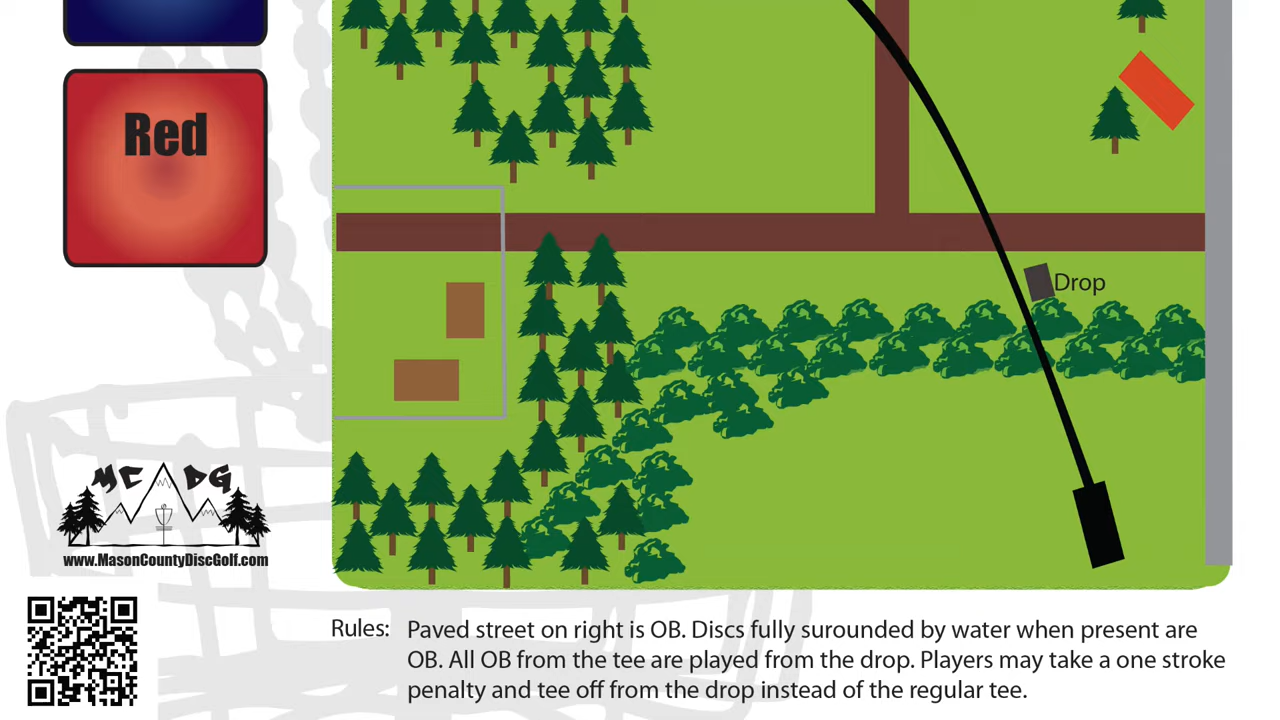 Red
Drop
MC DG
www.MasonCountyDiscGolf.com
Rules: Paved street on right is OB. Discs fully surounded by water when present are
OB. All OB from the tee are played from the drop. Players may take a one stroke
penalty and tee off from the drop instead of the regular tee.